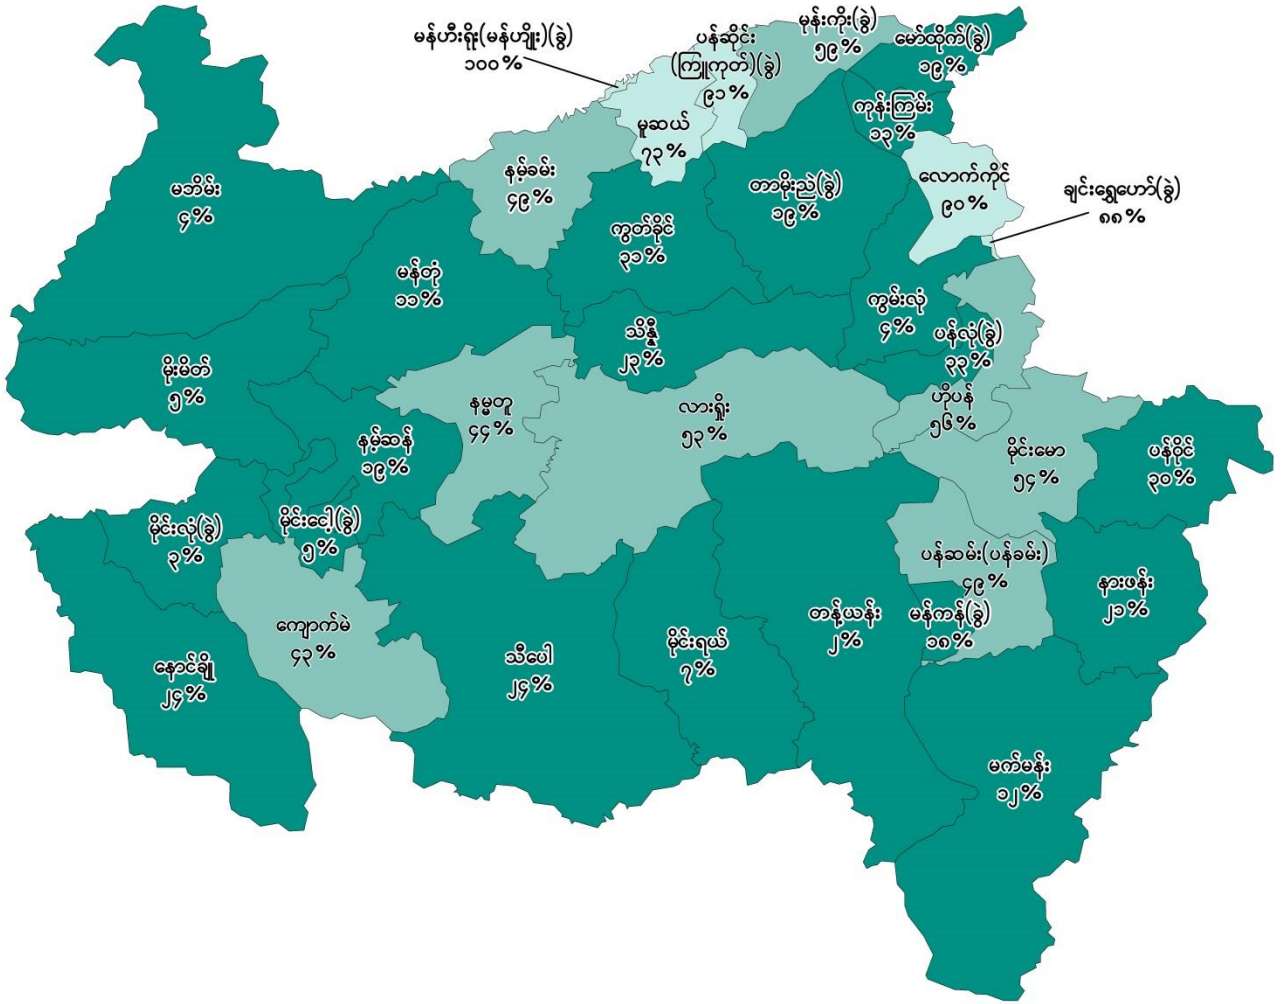 မုန်းကိုး(ခွဲ)
၅၉%
မန်ဟီးရိုး(မန်ဟျိုး)(ခွဲ)
၁၀၀%
ပန်ဆိုင်း
(ကြူကုတ်)(ခွဲ)
၉၁%
မော်ထိုက်(ခွဲ)
၁၉%
ကုန်းကြမ်း
၁၃%
မူဆယ်
၇၃%
နမ့်ခမ်း
၄၉%
တာမိုးညဲ(ခွဲ)
၁၉%
လောက်ကိုင်
၉၀%
ချင်းရွှေဟော်(ခွဲ)
၈၈%
မဘိမ်း
၄%
ကွတ်ခိုင်
၃၁%
မန်တုံ
၁၁%
ကွမ်းလုံ
၄%
သိန္နီ
၂၃%
ပန်လုံ(ခွဲ)
၃၃%
မိုးမိတ်
၅%
နမ္မတူ
၄၄%
လားရှိုး
၅၃%
ဟိုပန်
၅၆%
နမ့်ဆန်
၁၉%
မိုင်းမော
၅၄%
ပန်ဝိုင်
၃၀%
မိုင်းလုံ(ခွဲ)
၃%
မိုင်းငေါ့(ခွဲ)
၅%
ပန်ဆမ်း(ပန်ခမ်း)
၄၉%
နားဖန်း
၂၁%
ကျောက်မဲ
၄၃%
တန့်ယန်း
၂%
မန်ကန်(ခွဲ)
၁၈%
မိုင်းရယ်
၇%
သီပေါ
၂၄%
နောင်ချို
၂၄%
မက်မန်း
၁၂%